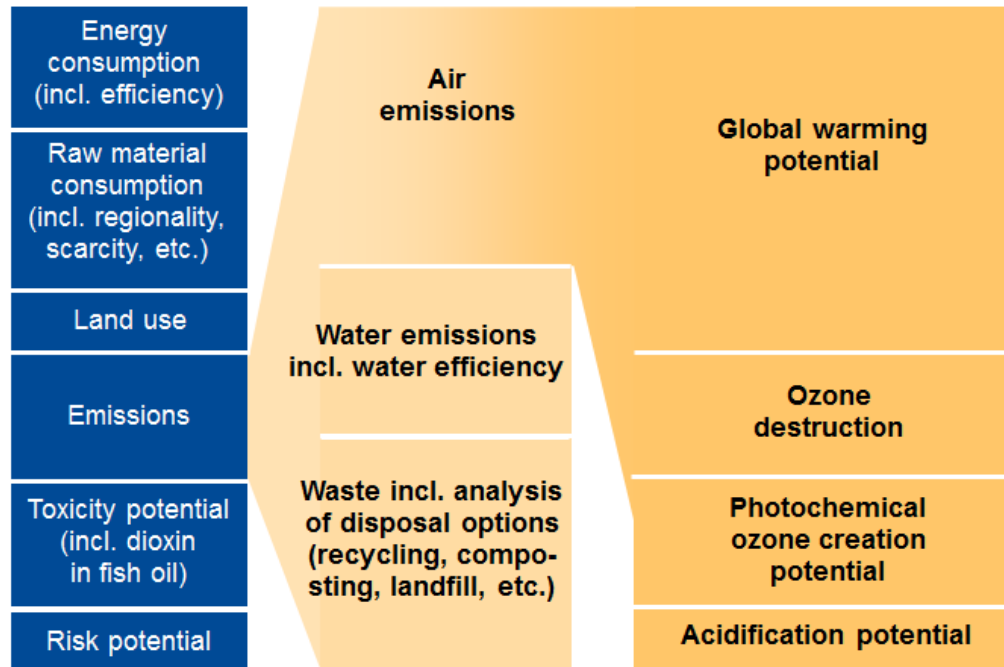 Energy
consumption
(incl. efficiency)
Raw material
consumption
(incl. regionality,
scarcity, etc.)
Land use
Emissions
Toxicity potential
(incl. dioxin
in fish oil)
Risk potential
Air
emissions
Water emissions
incl. water efficiency
Waste incl. analysis
of disposal options
(recycling, compo-
sting, landfill, etc.)
Global warming
potential
Ozone
destruction
Photochemical
ozone creation
potential
Acidification potential